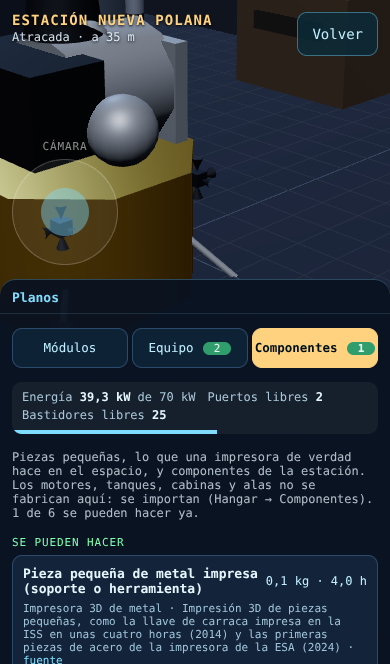 ESTACIÓN NUEVA POLANA
Atracada · a 35 m
Volver
CÁMARA
Planos
Módulos
Equipo 2
Componentes 1
Energía 39,3 kW de 70 kW Puertos libres 2
Bastidores libres 25
Piezas pequeñas, lo que una impresora de verdad
hace en el espacio, y componentes de la estación.
Los motores, tanques, cabinas y alas no se
fabrican aquí: se importan (Hangar → Componentes).
1 de 6 se pueden hacer ya.
SE PUEDEN HACER
Pieza pequeña de metal impresa
(soporte o herramienta)
0,1 kg · 4,0 h
Impresora 3D de metal · Impresión 3D de piezas
pequeñas, como la llave de carraca impresa en la
ISS en unas cuatro horas (2014) y las primeras
piezas de acero de la impresora de la ESA (2024) ·
fuente